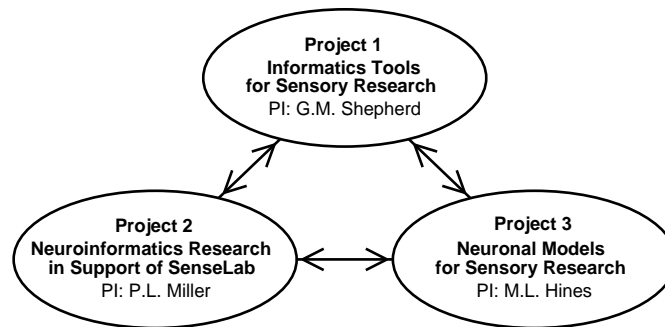 Project 1
Informatics Tools
for Sensory Research
PI: G.M. Shepherd
Project 2
Neuroinformatics Research
in Support of SenseLab
PI: P.L. Miller
Project 3
Neuronal Models
for Sensory Research
PI: M.L. Hines